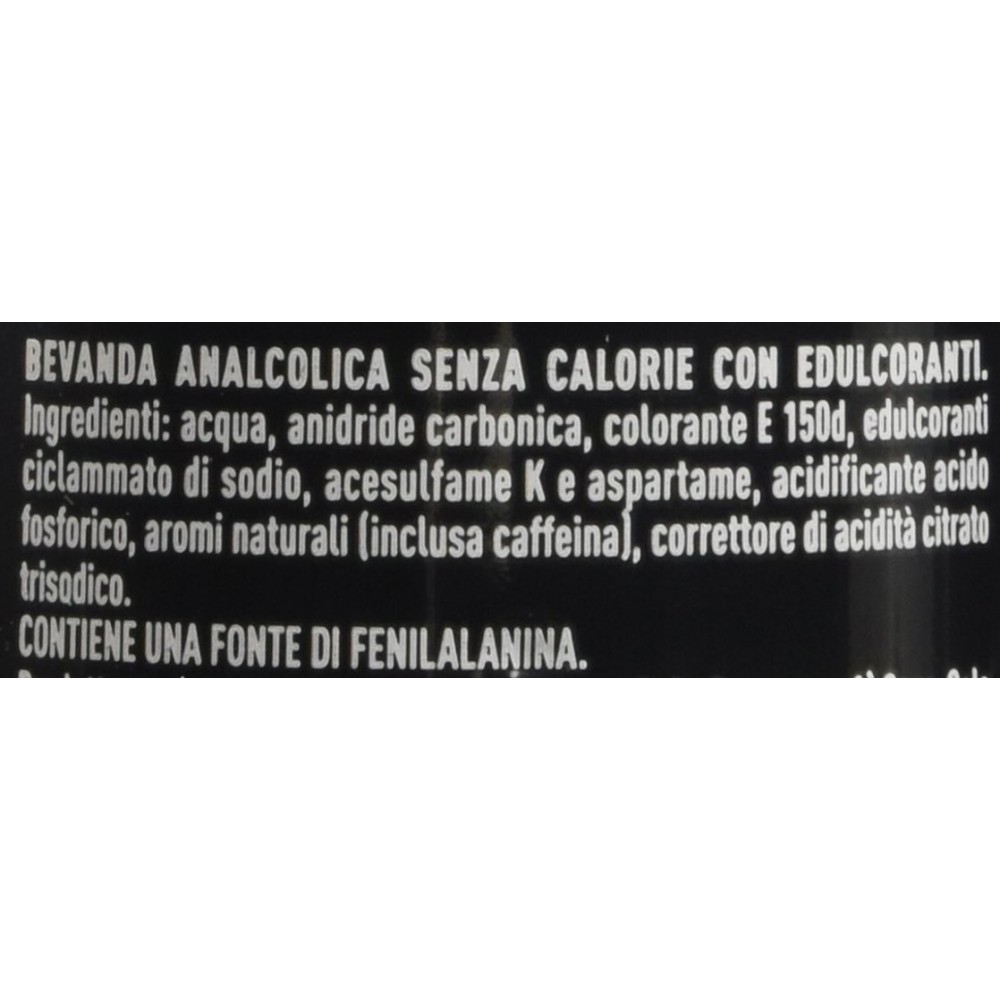 BEVANDA ANALCOLICA SENZA CALORIE CON EDULCORANTI.
Ingredienti: acqua, anidride carbonica, colorante E 150d, edulcoranti
ciclammato di sodio, acesulfame K e aspartame, acidificante acido
fosforico, aromi naturali (inclusa caffeina), correttore di acidità citrato
trisodico.
CONTIENE UNA FONTE DI FENILALANINA.